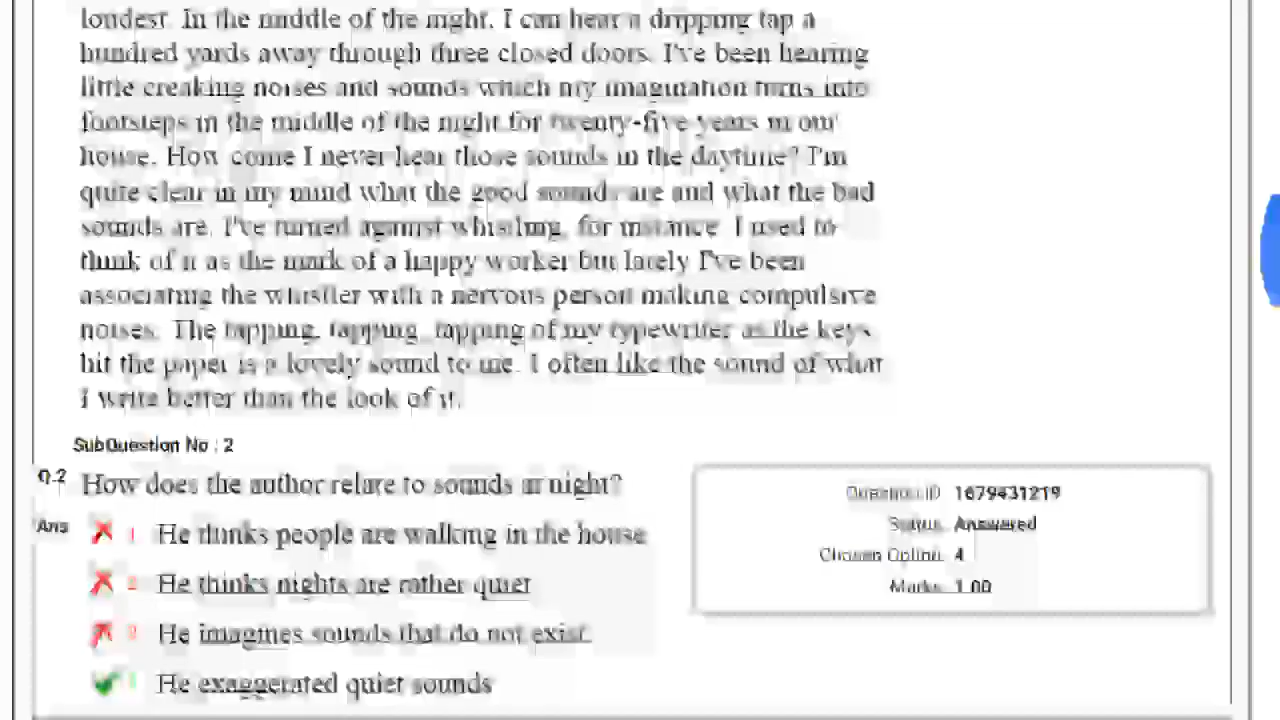 loudest. In the middle of the night, I can hear a dripping tap a
hundred yards away through three closed doors. I've been hearing
little creaking noises and sounds which my imagination turns into
footsteps in the middle of the night for twenty-five years in our
house. How come I never hear those sounds in the daytime? I'm
quite clear in my mind what the good sounds are and what the bad
sounds are. I've turned against whistling, for instance. I used to
think of it as the mark of a happy worker but lately I've been
associating the whistler with a nervous person making compulsive
noises. The tapping, tapping, tapping of my typewriter as the keys
hit the paper is a lovely sound to me. I often like the sound of what
I write better than the look of it.
SubQuestion No : 2
Q.2 How does the author relate to sounds at night?
Ans 1. He thinks people are walking in the house
2. He thinks nights are rather quiet
3. He imagines sounds that do not exist.
4. He exaggerated quiet sounds
Question ID 1679431219
Status Answered
Chosen Option 4
Marks 1.00